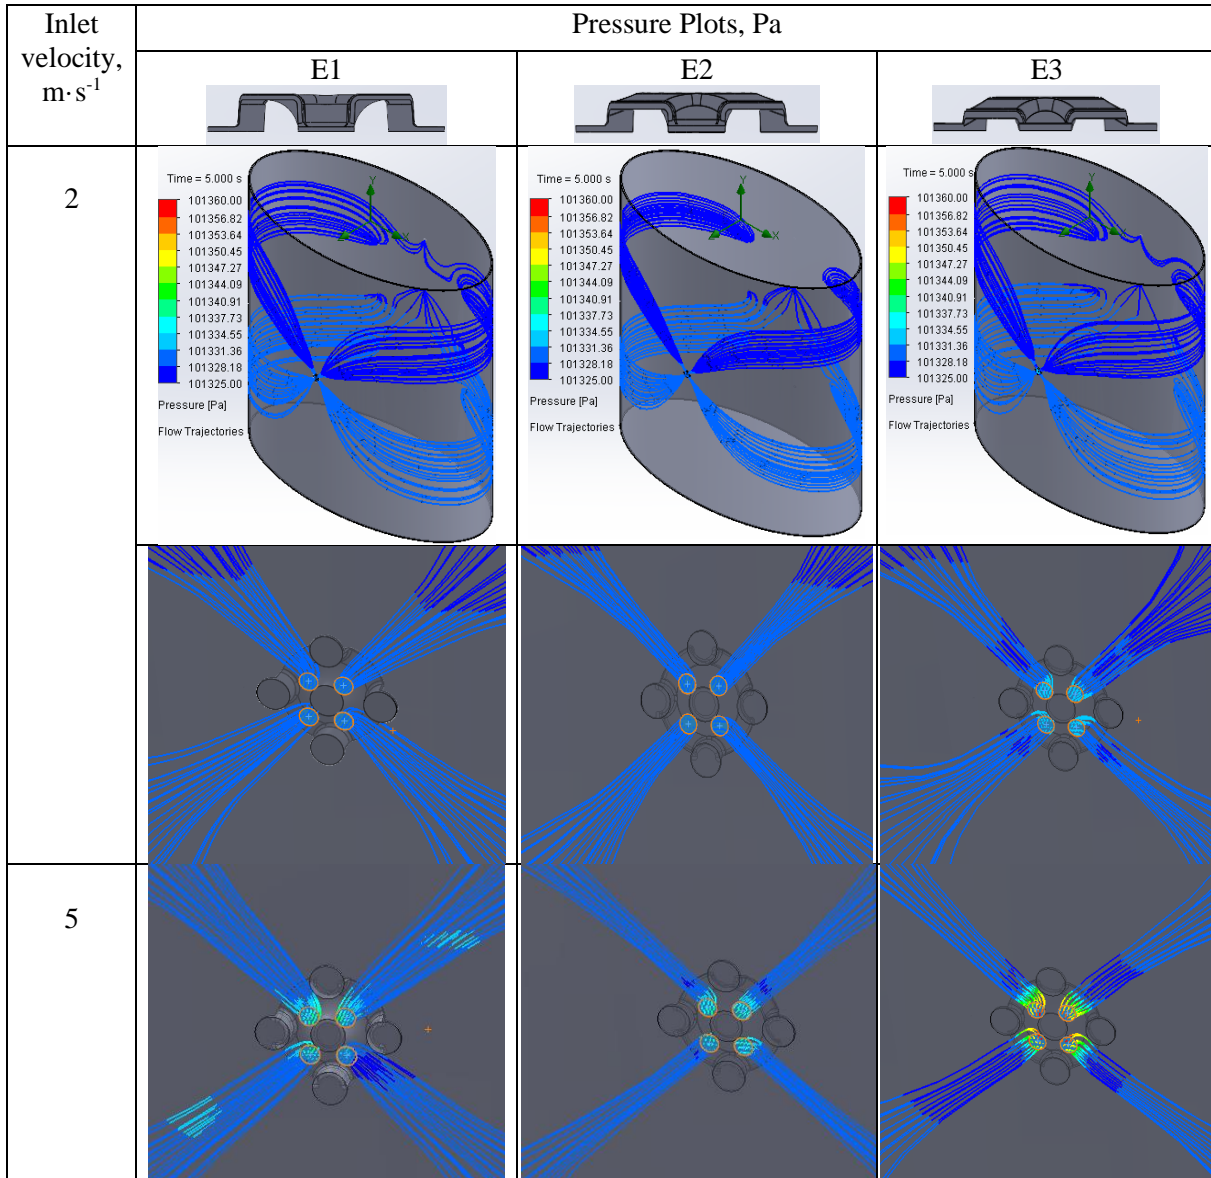 Inlet
velocity,
m·s-1
Pressure Plots, Pa
E1
E2
E3
2
Time = 5.000 s
101360.00
101356.82
101353.64
101350.45
101347.27
101344.09
101340.91
101337.73
101334.55
101331.36
101328.18
101325.00
Pressure [Pa]
Flow Trajectories
Y
X
Time = 5.000 s
101360.00
101356.82
101353.64
101350.45
101347.27
101344.09
101340.91
101337.73
101334.55
101331.36
101328.18
101325.00
Pressure [Pa]
Flow Trajectories
Y
X
Time = 5.000 s
101360.00
101356.82
101353.64
101350.45
101347.27
101344.09
101340.91
101337.73
101334.55
101331.36
101328.18
101325.00
Pressure [Pa]
Flow Trajectories
Y
X
5